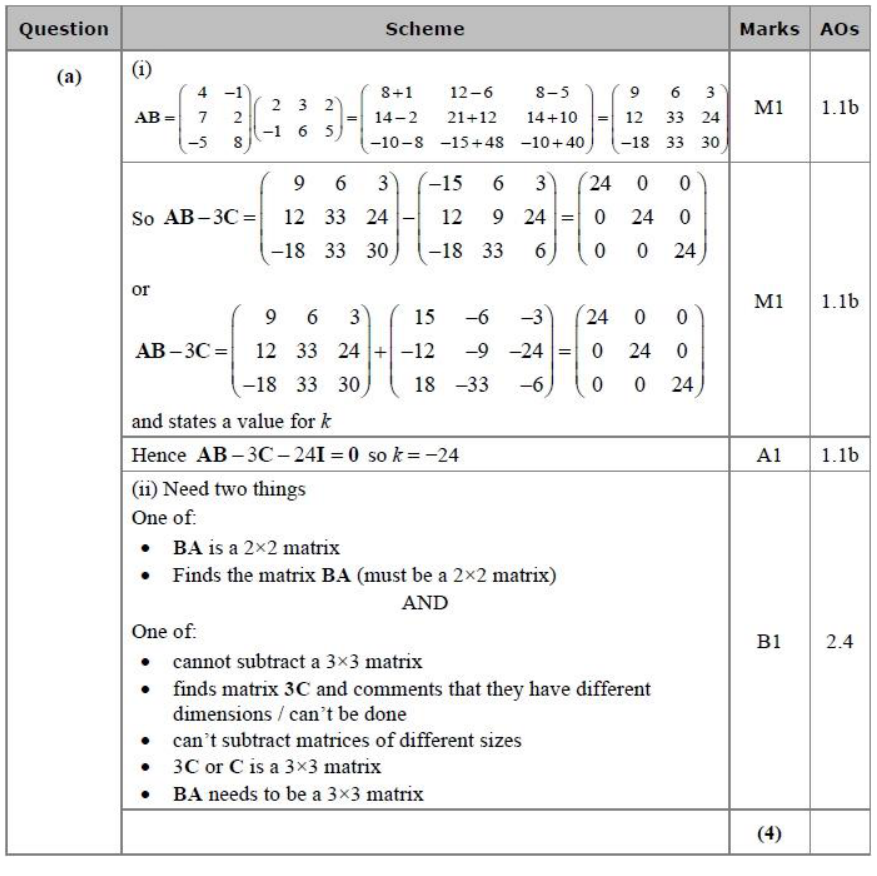 Question Scheme Marks AOs
(a) (i)
AB = ( 4 −1 ; 7 2 ; −5 8 ) ( 2 3 2 ; −1 6 5 ) = ( 8+1 12−6 8−5 ; 14−2 21+12 14+10 ; −10−8 −15+48 −10+40 ) = ( 9 6 3 ; 12 33 24 ; −18 33 30 ) M1 1.1b
So AB−3C = ( 9 6 3 ; 12 33 24 ; −18 33 30 ) − ( −15 6 3 ; 12 9 24 ; −18 33 6 ) = ( 24 0 0 ; 0 24 0 ; 0 0 24 )
or
M1 1.1b
AB−3C = ( 9 6 3 ; 12 33 24 ; −18 33 30 ) + ( 15 −6 −3 ; −12 −9 −24 ; 18 −33 −6 ) = ( 24 0 0 ; 0 24 0 ; 0 0 24 )
and states a value for k
Hence AB−3C−24I = 0 so k = −24 A1 1.1b
(ii) Need two things
One of:
• BA is a 2×2 matrix
• Finds the matrix BA (must be a 2×2 matrix)
AND
One of:
B1 2.4
• cannot subtract a 3×3 matrix
• finds matrix 3C and comments that they have different
dimensions / can't be done
• can't subtract matrices of different sizes
• 3C or C is a 3×3 matrix
• BA needs to be a 3×3 matrix
(4)